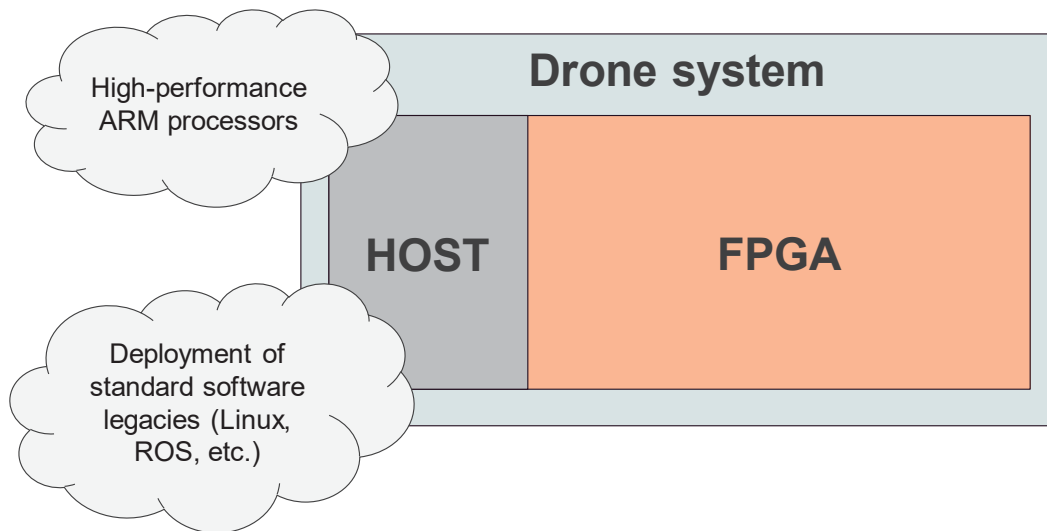 Drone system
High-performance
ARM processors
HOST
FPGA
Deployment of
standard software
legacies (Linux,
ROS, etc.)